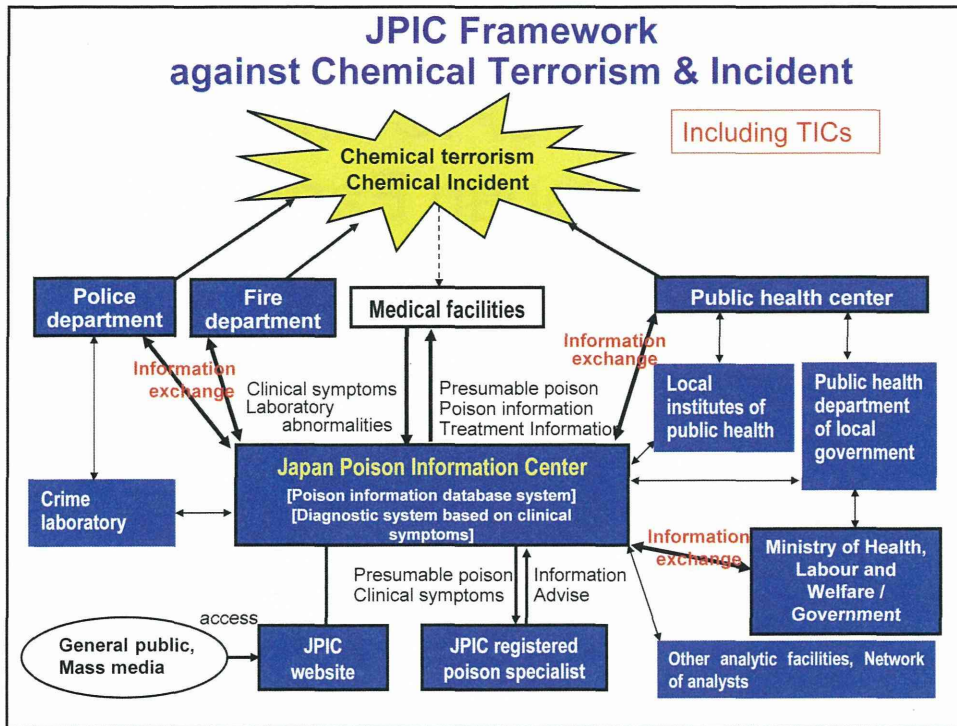 JPIC Framework
against Chemical Terrorism & Incident
Including TICs
Chemical terrorism
Chemical Incident
Police
department
Fire
department
Medical facilities
Public health center
Information
exchange
Information
exchange
Clinical symptoms
Laboratory
abnormalities
Presumable poison
Poison information
Treatment Information
Local
institutes of
public health
Public health
department
of local
government
Japan Poison Information Center
[Poison information database system]
[Diagnostic system based on clinical
symptoms]
Crime
laboratory
Information
exchange
Ministry of Health,
Labour and
Welfare /
Government
Presumable poison
Clinical symptoms
Information
Advise
access
General public,
Mass media
JPIC
website
JPIC registered
poison specialist
Other analytic facilities, Network
of analysts